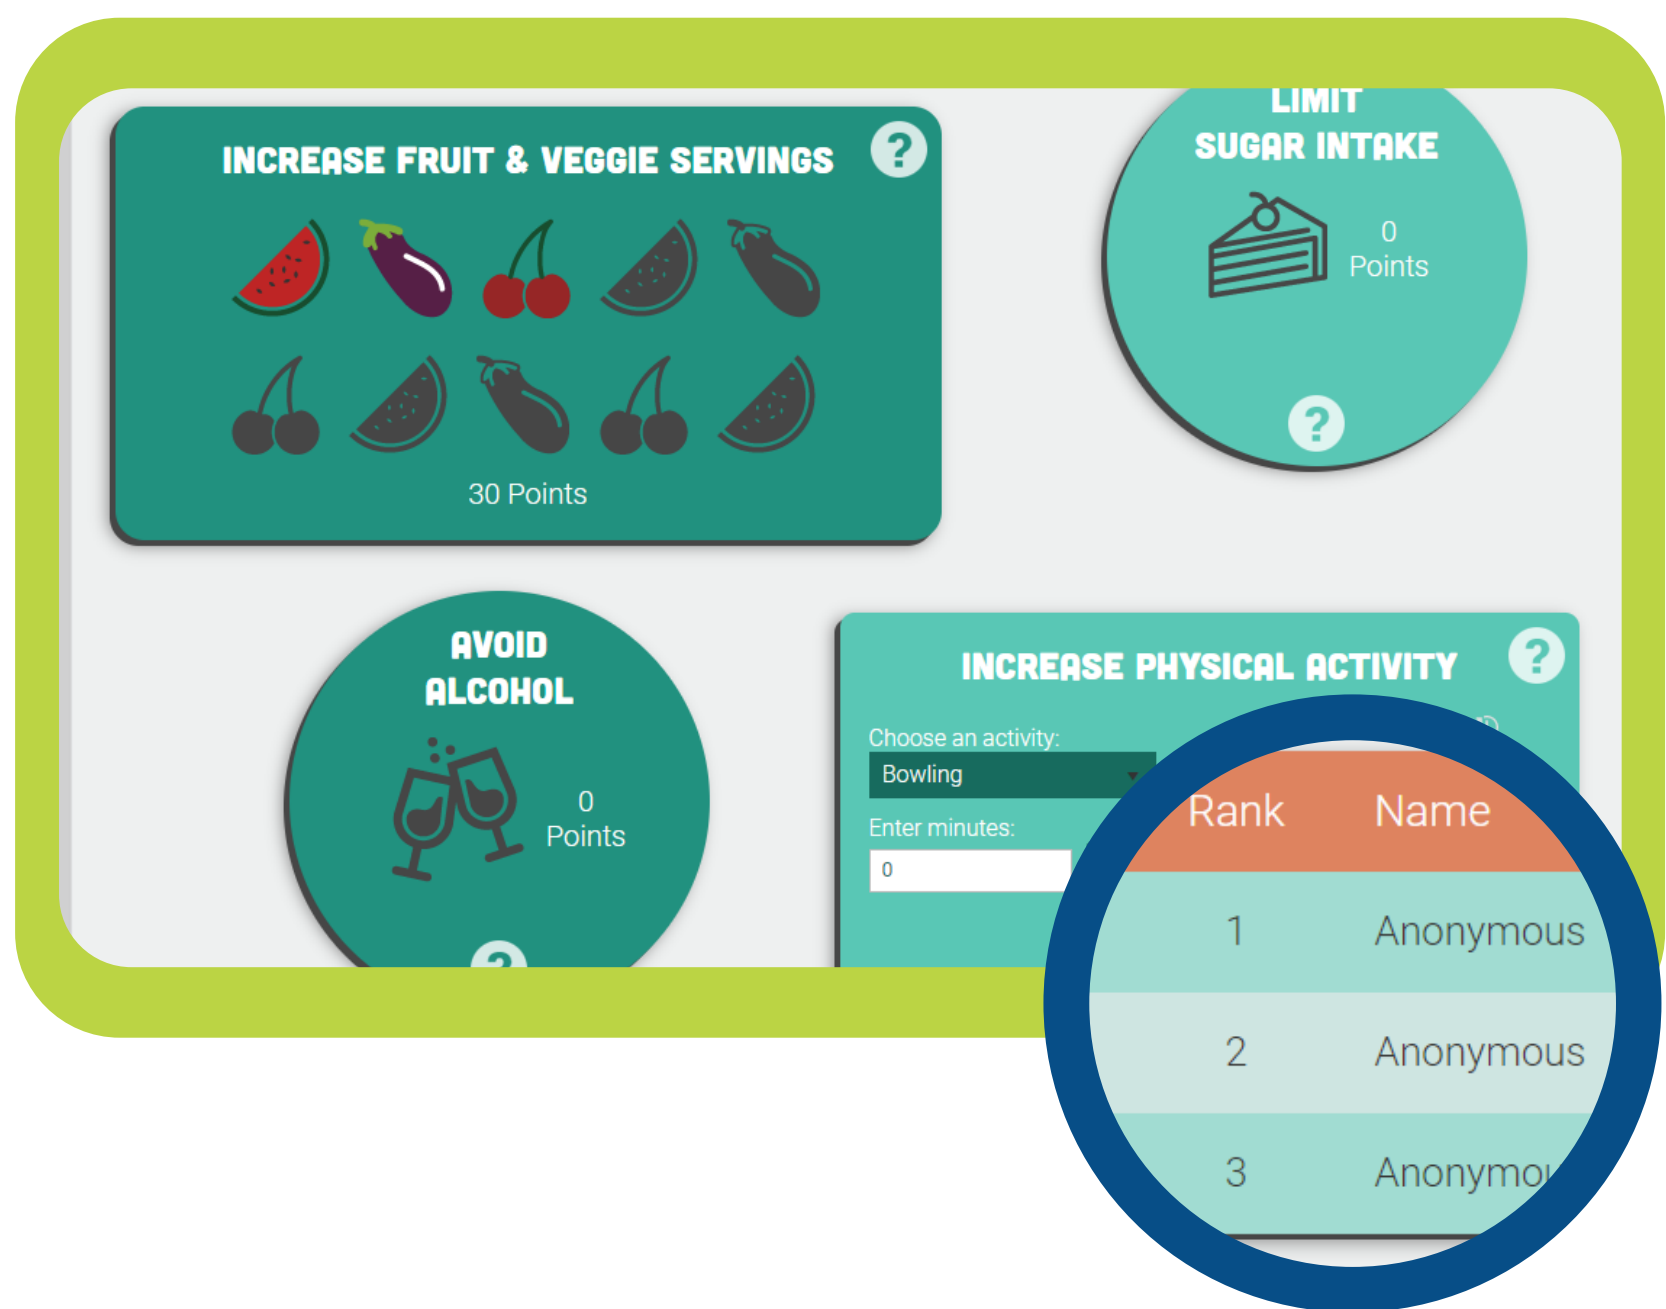 INCREASE FRUIT & VEGGIE SERVINGS
?
30 Points
LIMIT
SUGAR INTAKE
0
Points
?
AVOID
ALCOHOL
0
Points
?
INCREASE PHYSICAL ACTIVITY
?
Choose an activity:
Bowling
Enter minutes:
0
Rank Name
1 Anonymous
2 Anonymous
3 Anonymou